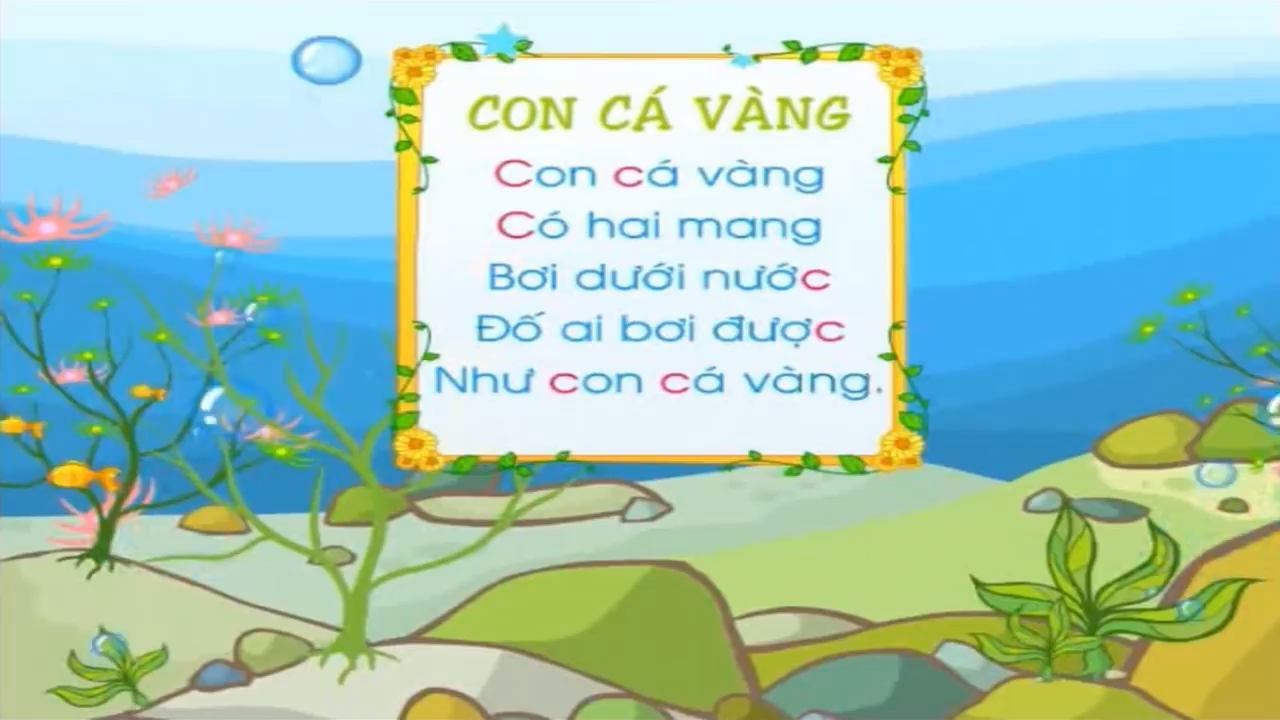 CON CÁ VÀNG
Con cá vàng
Có hai mang
Bơi dưới nước
Đố ai bơi được
Như con cá vàng.